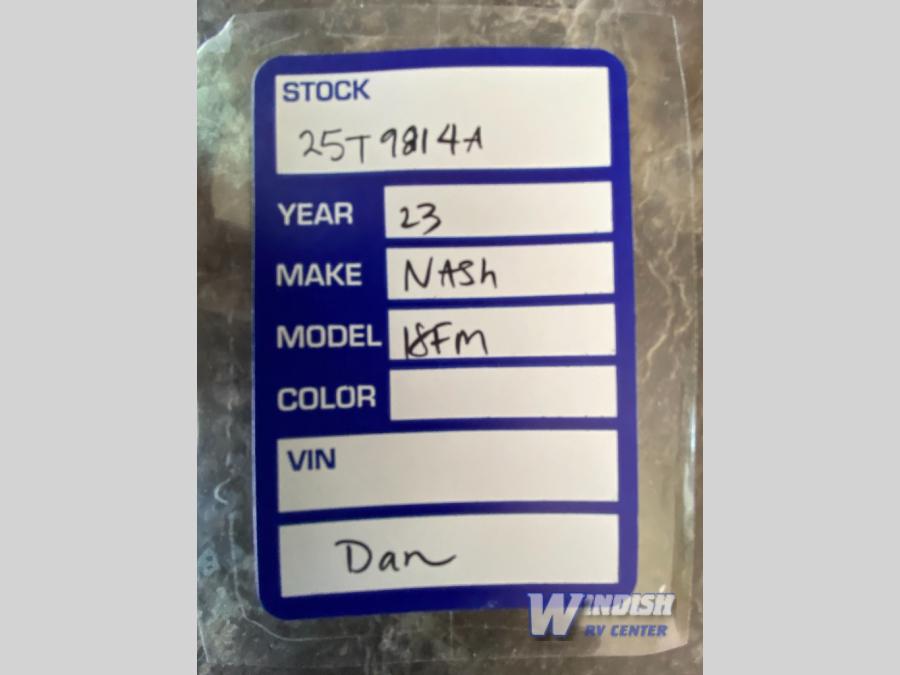 STOCK
25T9814A
YEAR 23
MAKE NASh
MODEL 18FM
COLOR
VIN
Dan
WINDISH
RV CENTER